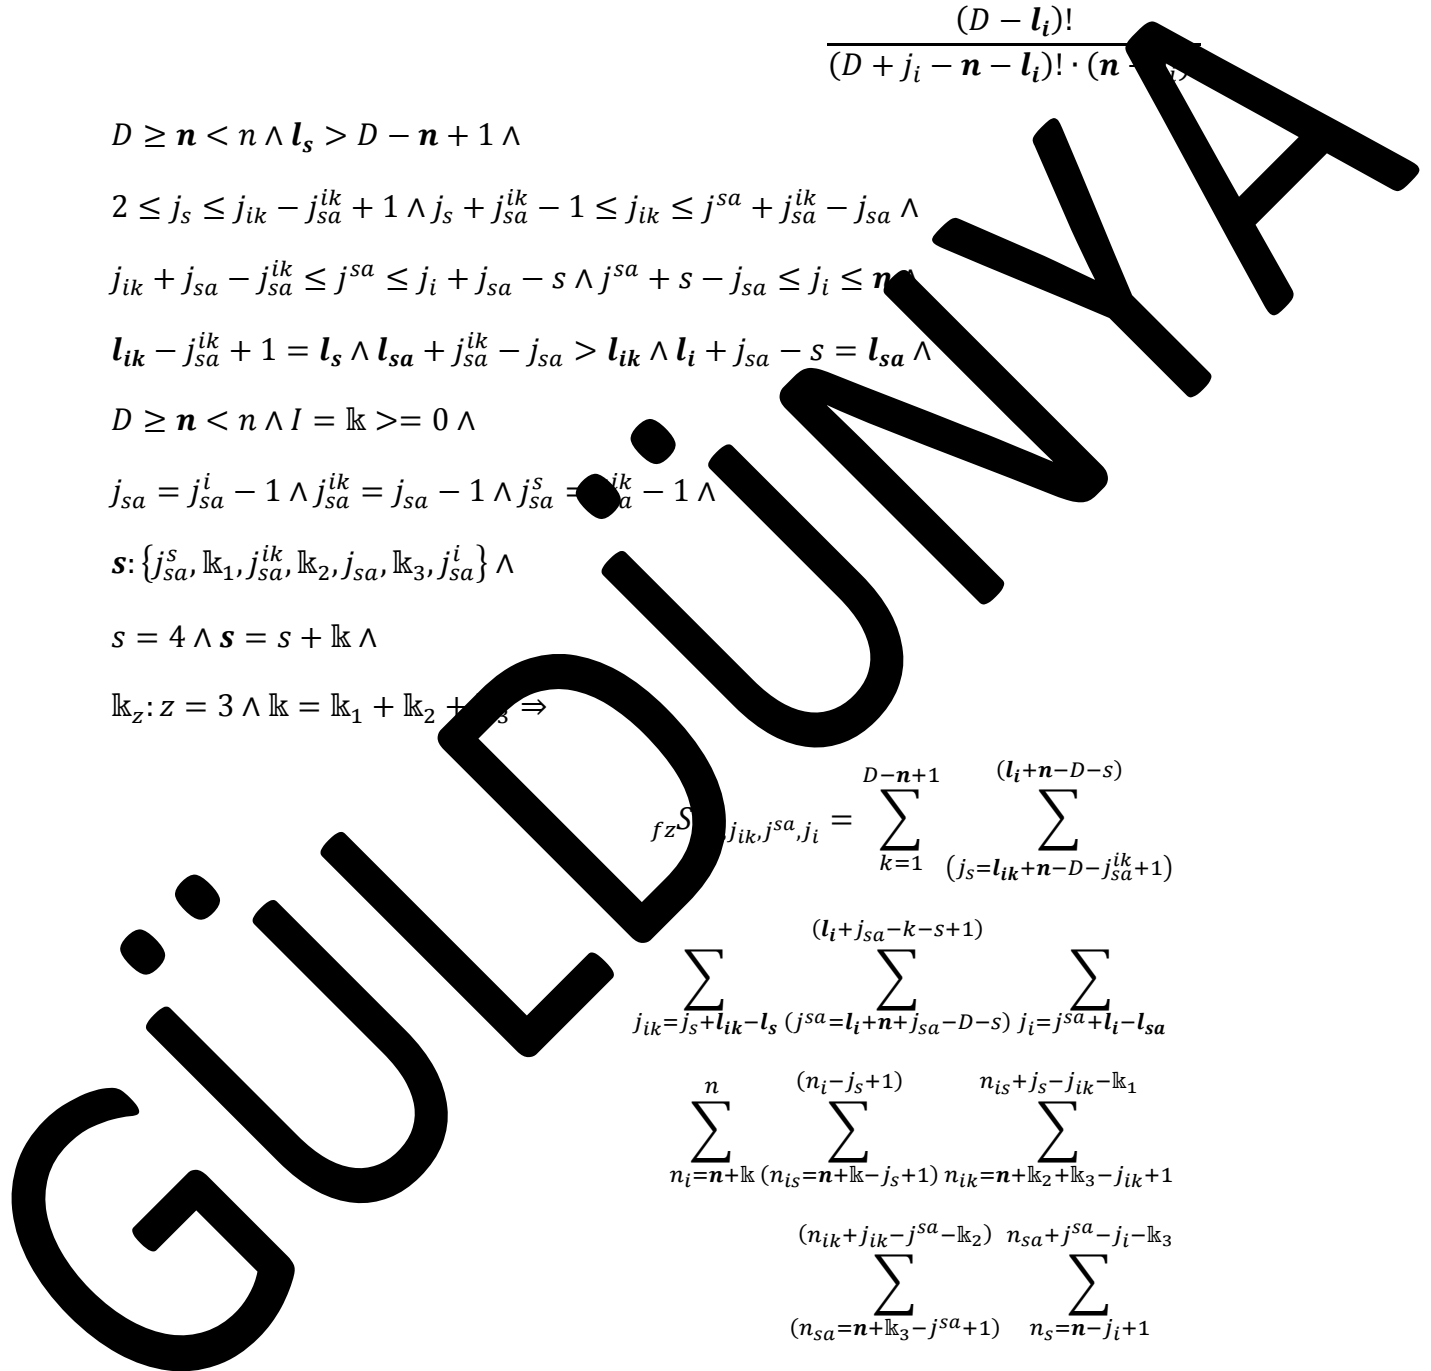 (D − l_i)!
(D + j_i − n − l_i)! · (n
D ≥ n < n ∧ l_s > D − n + 1 ∧
2 ≤ j_s ≤ j_ik − j_sa^ik + 1 ∧ j_s + j_sa^ik − 1 ≤ j_ik ≤ j^sa + j_sa^ik − j_sa ∧
j_ik + j_sa − j_sa^ik ≤ j^sa ≤ j_i + j_sa − s ∧ j^sa + s − j_sa ≤ j_i ≤ n ∧
l_ik − j_sa^ik + 1 = l_s ∧ l_sa + j_sa^ik − j_sa > l_ik ∧ l_i + j_sa − s = l_sa ∧
D ≥ n < n ∧ I = 𝕜 >= 0 ∧
j_sa = j_sa^i − 1 ∧ j_sa^ik = j_sa − 1 ∧ j_sa^s = − 1 ∧
s: {j_sa^s, 𝕜_1, j_sa^ik, 𝕜_2, j_sa, 𝕜_3, j_sa^i} ∧
s = 4 ∧ s = s + 𝕜 ∧
𝕜_z: z = 3 ∧ 𝕜 = 𝕜_1 + 𝕜_2 + 3 ⇒
D−n+1 (l_i+n−D−s)
fz S ,j_ik,j^sa,j_i = ∑ ∑
k=1 (j_s=l_ik+n−D−j_sa^ik+1)
(l_i+j_sa−k−s+1)
∑ ∑ ∑
j_ik=j_s+l_ik−l_s (j^sa=l_i+n+j_sa−D−s) j_i=j^sa+l_i−l_sa
n (n_i−j_s+1) n_is+j_s−j_ik−𝕜_1
∑ ∑ ∑
n_i=n+𝕜 (n_is=n+𝕜−j_s+1) n_ik=n+𝕜_2+𝕜_3−j_ik+1
(n_ik+j_ik−j^sa−𝕜_2) n_sa+j^sa−j_i−𝕜_3
∑ ∑
(n_sa=n+𝕜_3−j^sa+1) n_s=n−j_i+1
GÜLDÜNYA